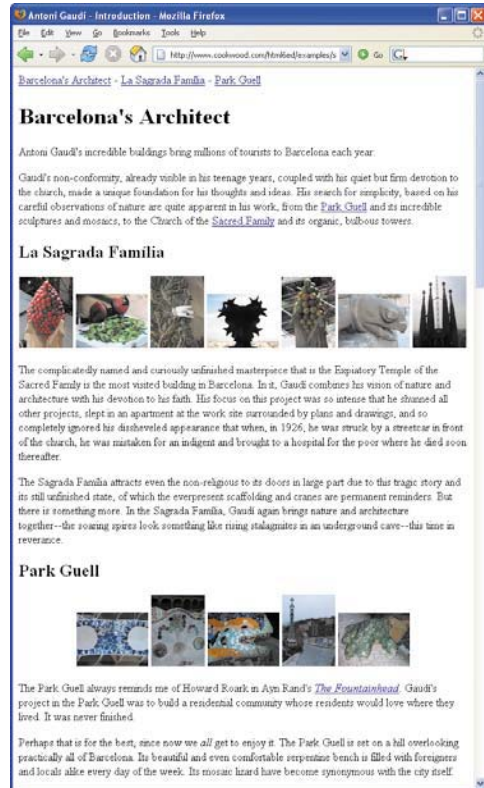 Antoni Gaudí - Introduction - Mozilla Firefox
File Edit View Go Bookmarks Tools Help
http://www.cookwood.com/html6ed/examples/s Go
Barcelona's Architect - La Sagrada Família - Park Guell
Barcelona's Architect
Antoni Gaudí's incredible buildings bring millions of tourists to Barcelona each year.
Gaudí's non-conformity, already visible in his teenage years, coupled with his quiet but firm devotion to
the church, made a unique foundation for his thoughts and ideas. His search for simplicity, based on his
careful observations of nature are quite apparent in his work, from the Park Guell and its incredible
sculptures and mosaics, to the Church of the Sacred Family and its organic, bulbous towers.
La Sagrada Família
The complicatedly named and curiously unfinished masterpiece that is the Expiatory Temple of the
Sacred Family is the most visited building in Barcelona. In it, Gaudí combines his vision of nature and
architecture with his devotion to his faith. His focus on this project was so intense that he shunned all
other projects, slept in an apartment at the work site surrounded by plans and drawings, and so
completely ignored his dishevelled appearance that when, in 1926, he was struck by a streetcar in front
of the church, he was mistaken for an indigent and brought to a hospital for the poor where he died soon
thereafter.
The Sagrada Família attracts even the non-religious to its doors in large part due to this tragic story and
its still unfinished state, of which the everpresent scaffolding and cranes are permanent reminders. But
there is something more. In the Sagrada Família, Gaudí again brings nature and architecture
together--the soaring spires look something like rising stalagmites in an underground cave--this time in
reverance.
Park Guell
The Park Guell always reminds me of Howard Roark in Ayn Rand's The Fountainhead. Gaudí's
project in the Park Guell was to build a residential community whose residents would love where they
lived. It was never finished.
Perhaps that is for the best, since now we all get to enjoy it. The Park Guell is set on a hill overlooking
practically all of Barcelona. Its beautiful and even comfortable serpentine bench is filled with foreigners
and locals alike every day of the week. Its mosaic lizard have become synonymous with the city itself.